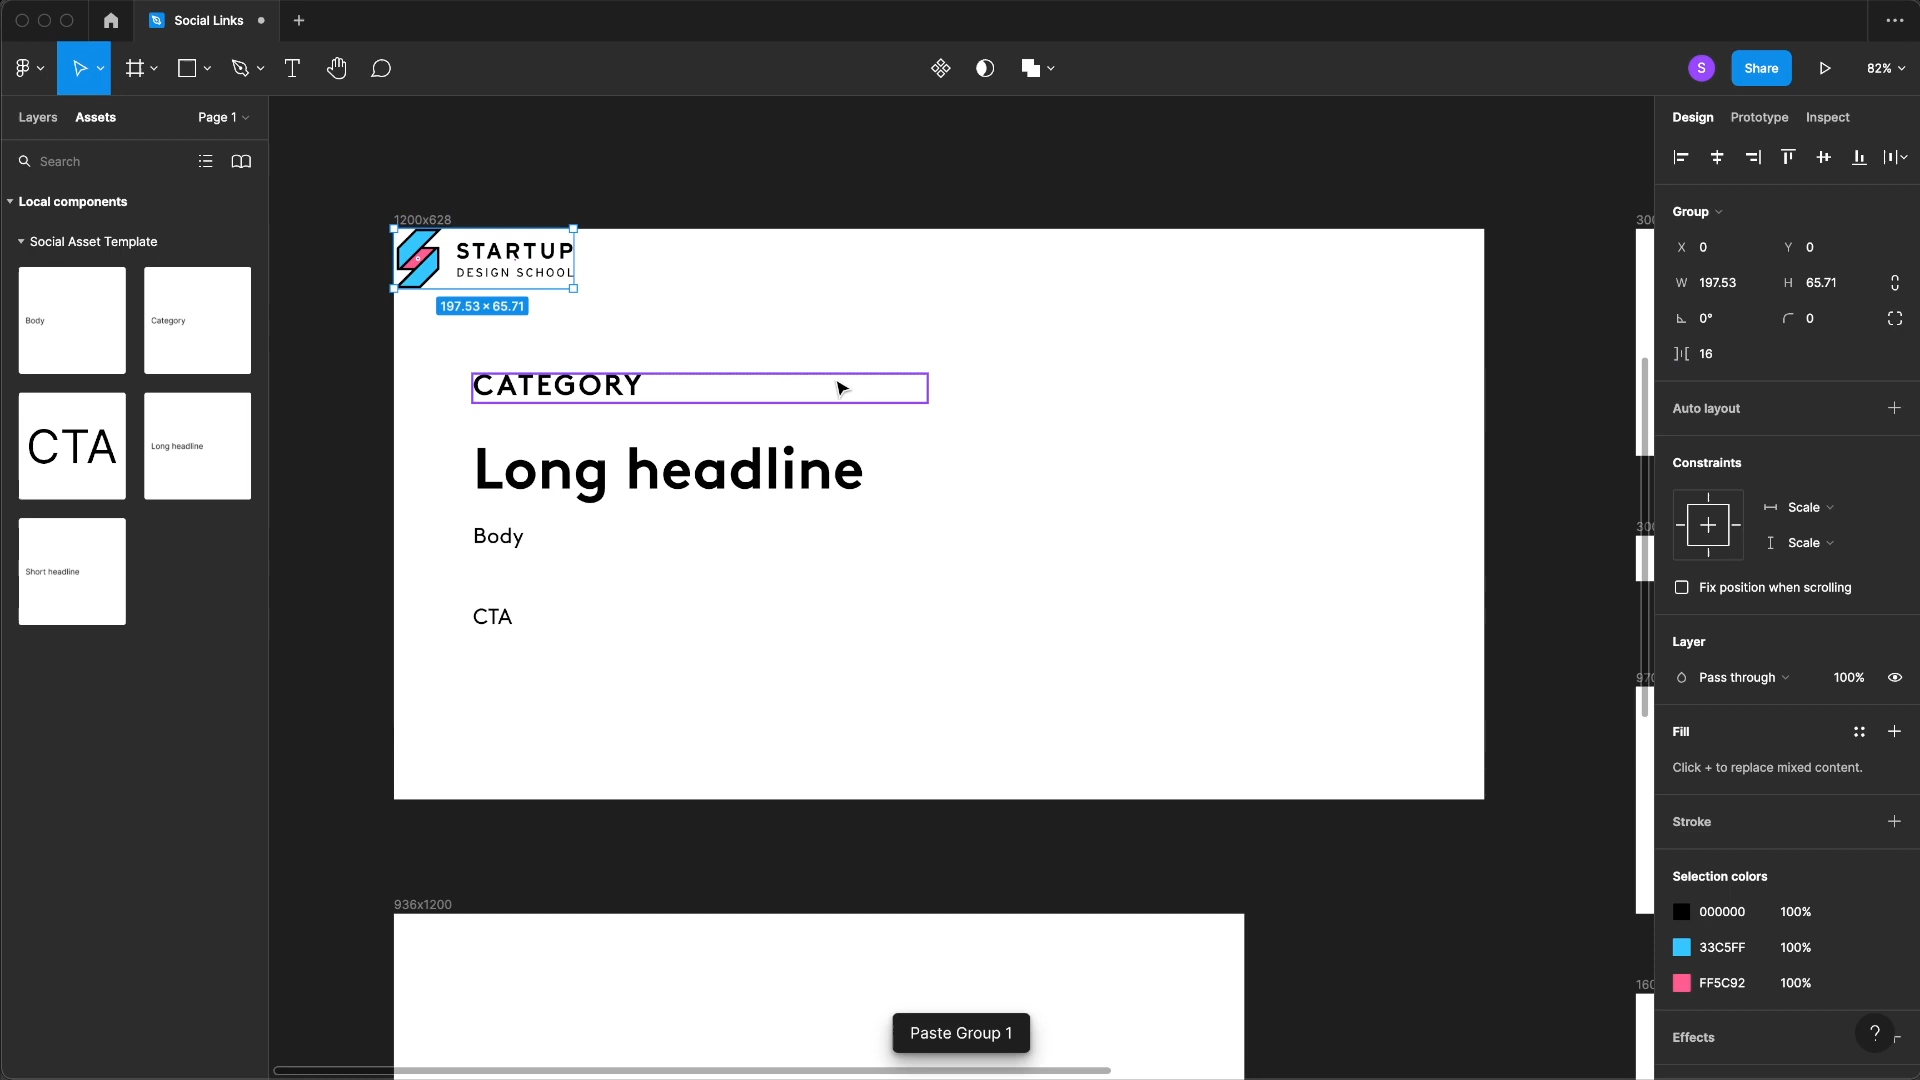 Social Links
S
Share
82%
Layers
Assets
Page 1
Search
Local components
Social Asset Template
Body
Category
CTA
Long headline
Short headline
1200x628
STARTUP
DESIGN SCHOOL
197.53 × 65.71
CATEGORY
Long headline
Body
CTA
936x1200
Paste Group 1
300
300
970
160
Design
Prototype
Inspect
Group
X 0
Y 0
W 197.53
H 65.71
0°
0
16
Auto layout
Constraints
Scale
Scale
Fix position when scrolling
Layer
Pass through
100%
Fill
Click + to replace mixed content.
Stroke
Selection colors
000000 100%
33C5FF 100%
FF5C92 100%
Effects
?